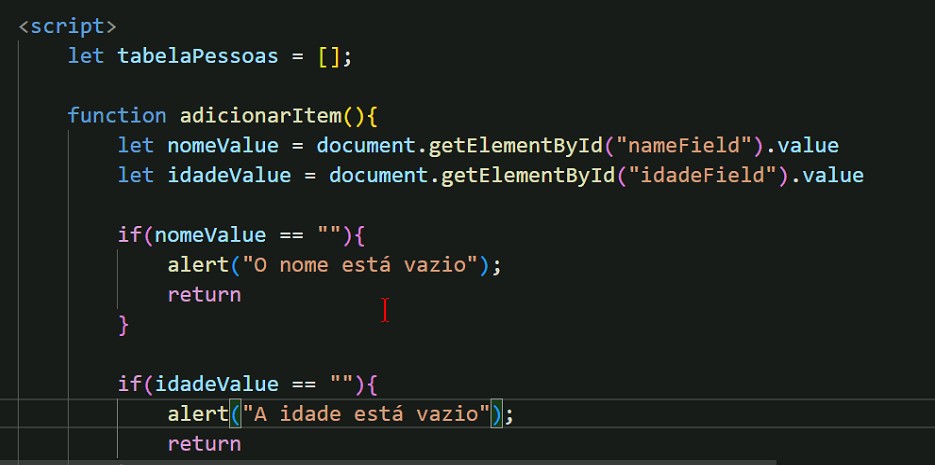 <script>
let tabelaPessoas = [];
function adicionarItem(){
let nomeValue = document.getElementById("nameField").value
let idadeValue = document.getElementById("idadeField").value
if(nomeValue == ""){
alert("O nome está vazio");
return
}
if(idadeValue == ""){
alert("A idade está vazio");
return